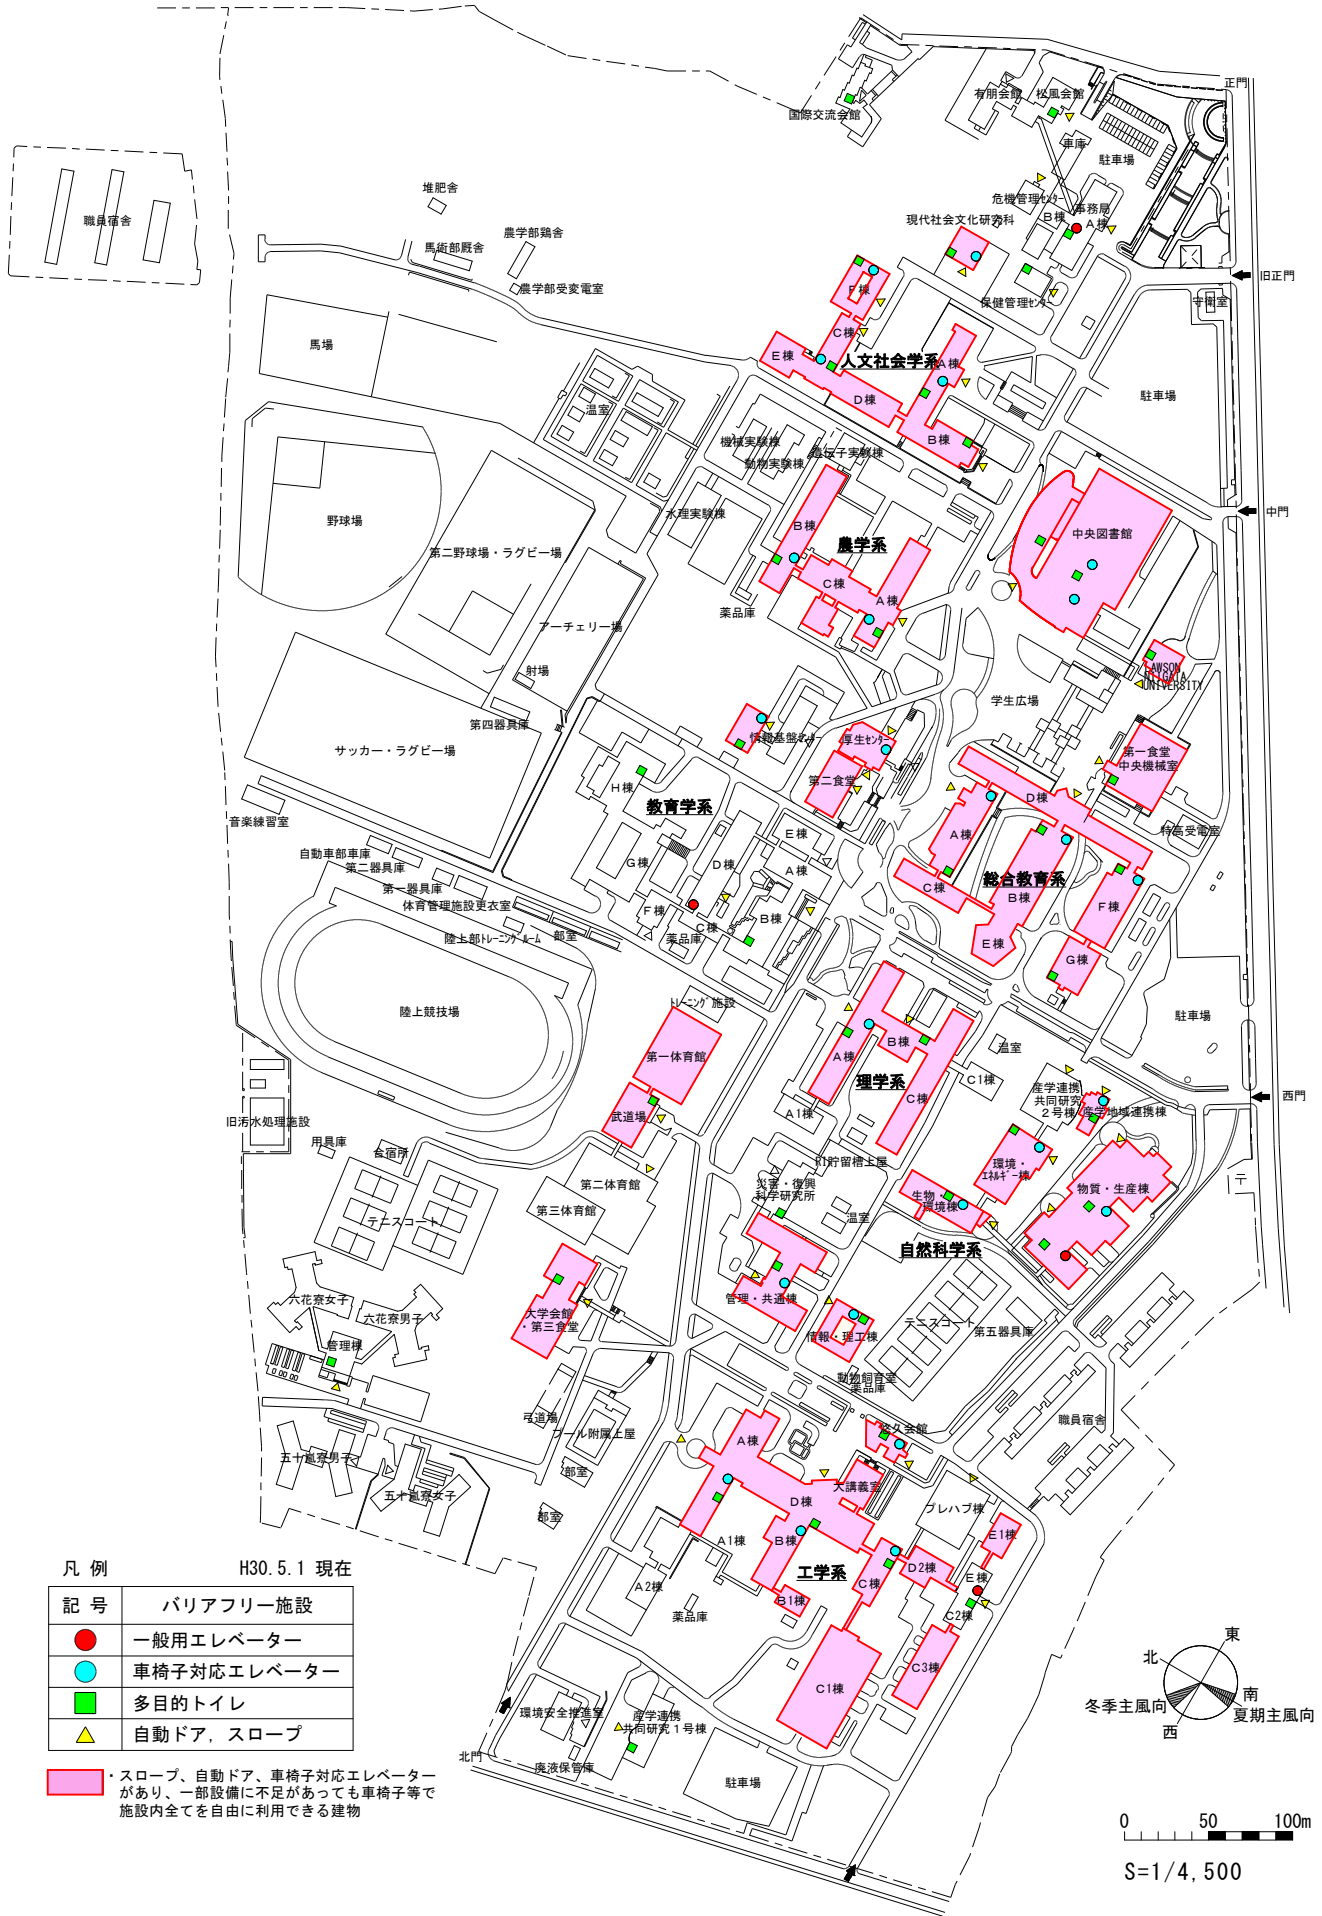 正門
有朋会館
松風会館
国際交流会館
車庫
駐車場
職員宿舎
堆肥舎
危機管理センター
事務局
A棟
B棟
現代社会文化研究科
馬術部厩舎
農学部鶏舎
農学部受変電室
旧正門
守衛室
保健管理センター
F棟
C棟
E棟
人文社会学系
A棟
D棟
B棟
馬場
駐車場
温室
機械実験棟
動物実験棟
遺伝子実験棟
野球場
水理実験棟
B棟
農学系
中央図書館
中門
第二野球場・ラグビー場
C棟
A棟
薬品庫
アーチェリー場
射場
LAWSON
NIIGATA
UNIVERSITY
学生広場
第四器具庫
サッカー・ラグビー場
情報基盤センター
厚生センター
第二食堂
第一食堂
中央機械室
H棟
教育学系
D棟
A棟
特高受電室
音楽練習室
自動車部車庫
第二器具庫
第一器具庫
体育管理施設更衣室
陸上部トレーニングルーム
部室
E棟
G棟
D棟
A棟
F棟
C棟
B棟
薬品庫
総合教育系
C棟
B棟
F棟
E棟
G棟
トレーニング施設
陸上競技場
駐車場
第一体育館
A棟
B棟
理学系
C棟
温室
C1棟
産学連携
共同研究
2号棟
産学地域連携棟
西門
武道場
A1棟
旧汚水処理施設
用具庫
合宿所
第二体育館
RI貯留槽上屋
災害・復興
科学研究所
環境・
エネルギー棟
物質・生産棟
生物・
環境棟
テニスコート
第三体育館
温室
自然科学系
六花寮女子
六花寮男子
管理棟
大学会館
・第三食堂
管理・共通棟
情報・理工棟
テニスコート
第五器具庫
動物飼育室
薬品庫
職員宿舎
弓道場
プール附属上屋
部室
五十嵐寮男子
五十嵐寮女子
部室
A棟
悠久会館
大講義室
D棟
プレハブ棟
E1棟
A1棟
B棟
工学系
C棟
D2棟
E棟
A2棟
B1棟
C2棟
薬品庫
C1棟
C3棟
環境安全推進室
産学連携
共同研究1号棟
北門
廃液保管庫
駐車場
凡例 H30.5.1 現在
記号 バリアフリー施設
一般用エレベーター
車椅子対応エレベーター
多目的トイレ
自動ドア, スロープ
・スロープ、自動ドア、車椅子対応エレベーター
があり、一部設備に不足があっても車椅子等で
施設内全てを自由に利用できる建物
東
北
南
西
冬季主風向
夏期主風向
0 50 100m
S=1/4,500